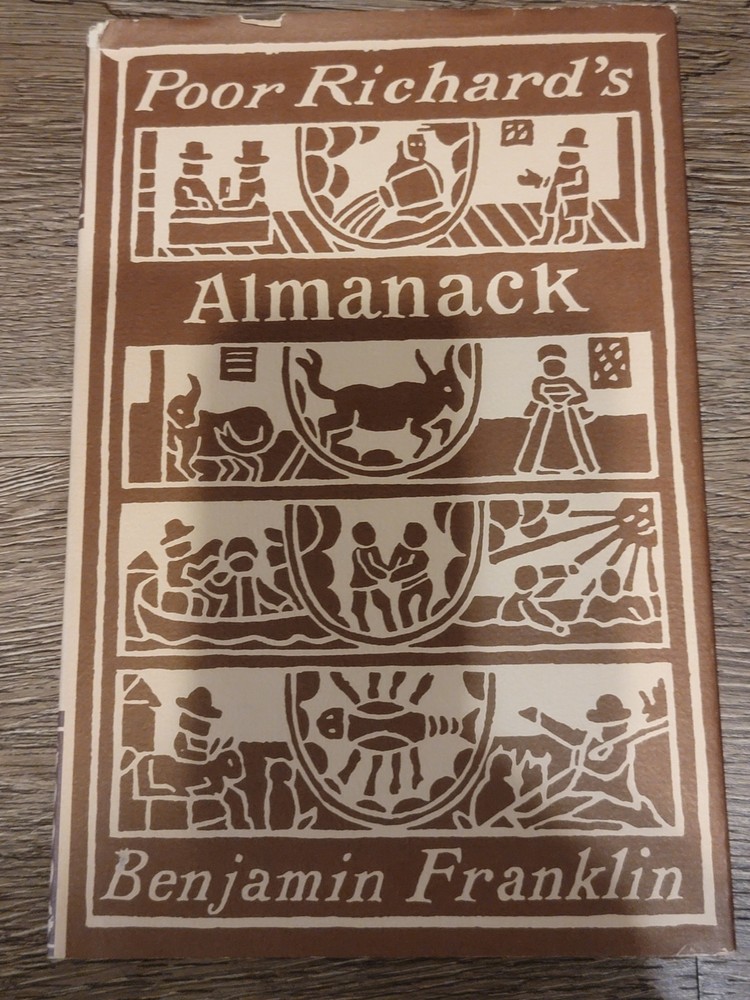 Poor Richard's
Almanack
Benjamin Franklin